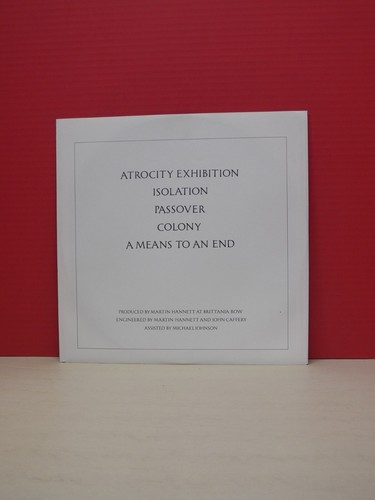 ATROCITY EXHIBITION
ISOLATION
PASSOVER
COLONY
A MEANS TO AN END
PRODUCED BY MARTIN HANNETT AT BRITTANIA ROW
ENGINEERED BY MARTIN HANNETT AND JOHN CAFFERY
ASSISTED BY MICHAEL JOHNSON